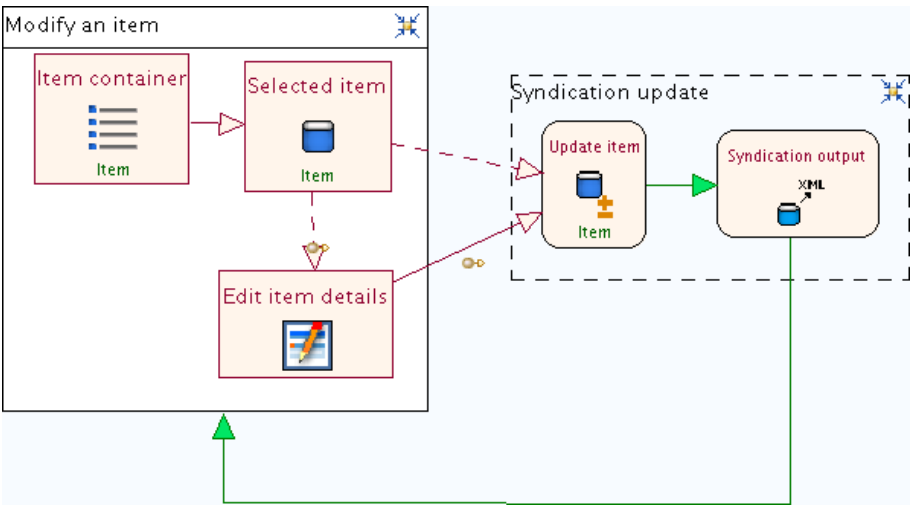 Modify an item
Item container
Item
Selected item
Item
Edit item details
Syndication update
Update item
Item
Syndication output
XML